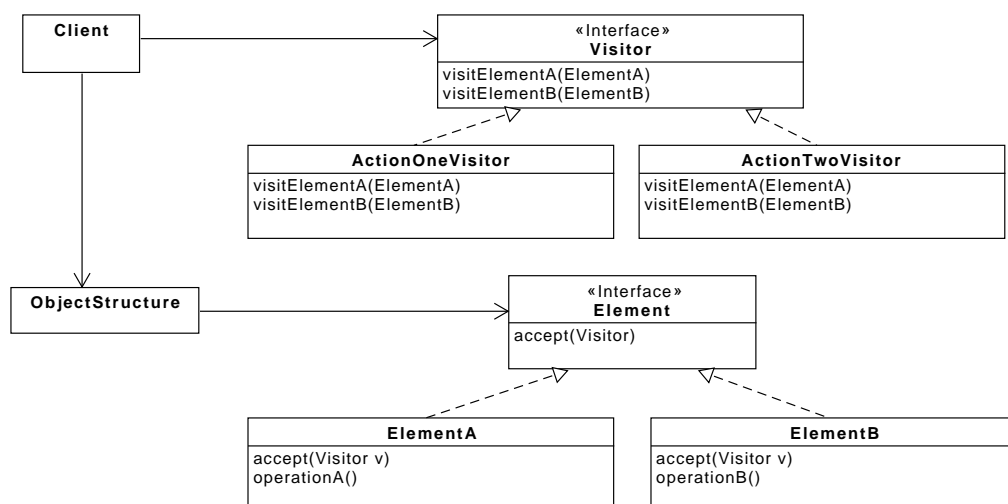 Client
«Interface»
Visitor
visitElementA(ElementA)
visitElementB(ElementB)
ActionOneVisitor
visitElementA(ElementA)
visitElementB(ElementB)
ActionTwoVisitor
visitElementA(ElementA)
visitElementB(ElementB)
ObjectStructure
«Interface»
Element
accept(Visitor)
ElementA
accept(Visitor v)
operationA()
ElementB
accept(Visitor v)
operationB()